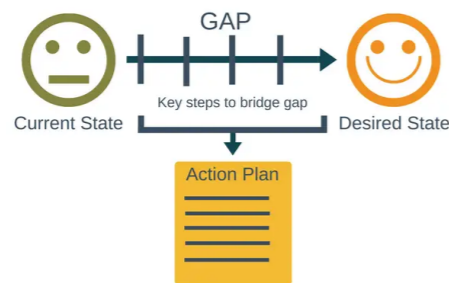 GAP
Key steps to bridge gap
Current State
Desired State
Action Plan